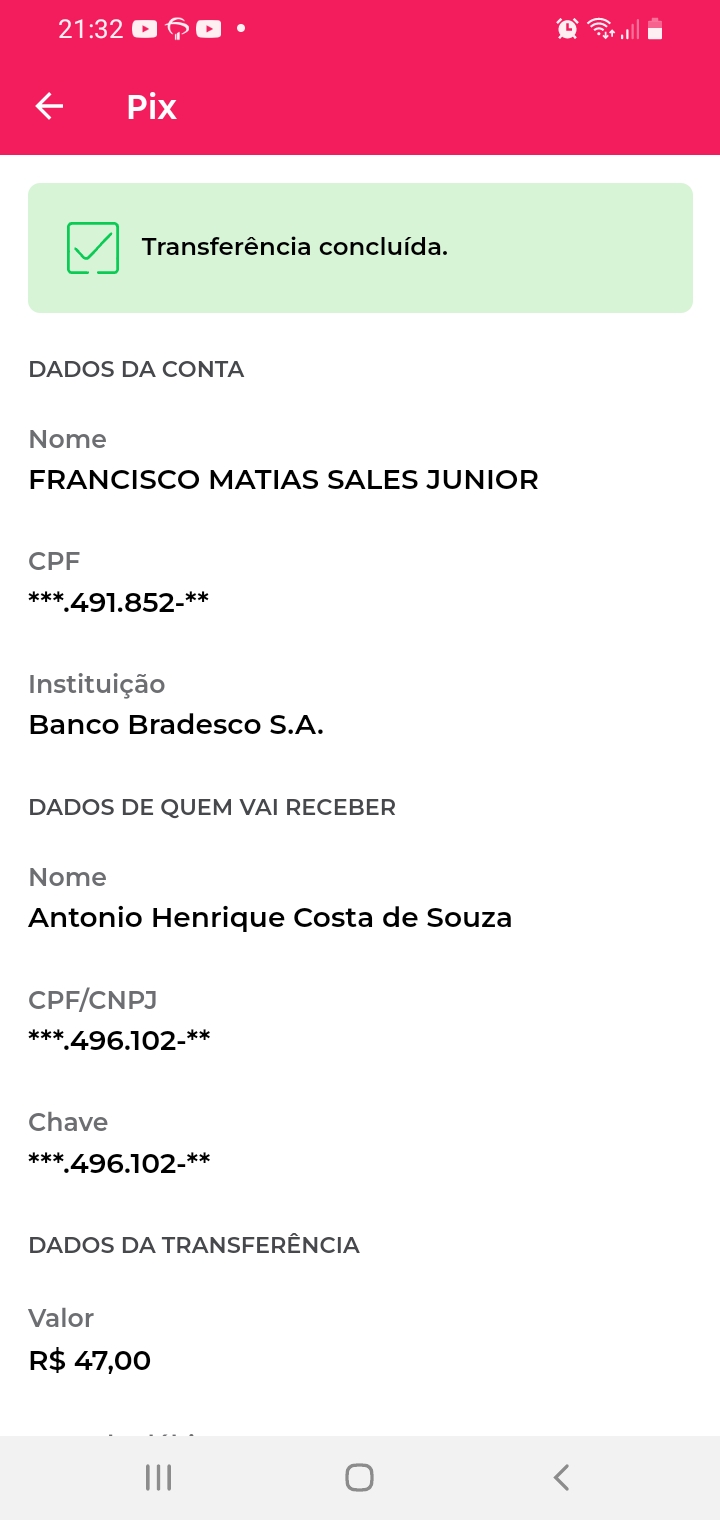 21:32
Pix
Transferência concluída.
DADOS DA CONTA
Nome
FRANCISCO MATIAS SALES JUNIOR
CPF
***.491.852-**
Instituição
Banco Bradesco S.A.
DADOS DE QUEM VAI RECEBER
Nome
Antonio Henrique Costa de Souza
CPF/CNPJ
***.496.102-**
Chave
***.496.102-**
DADOS DA TRANSFERÊNCIA
Valor
R$ 47,00